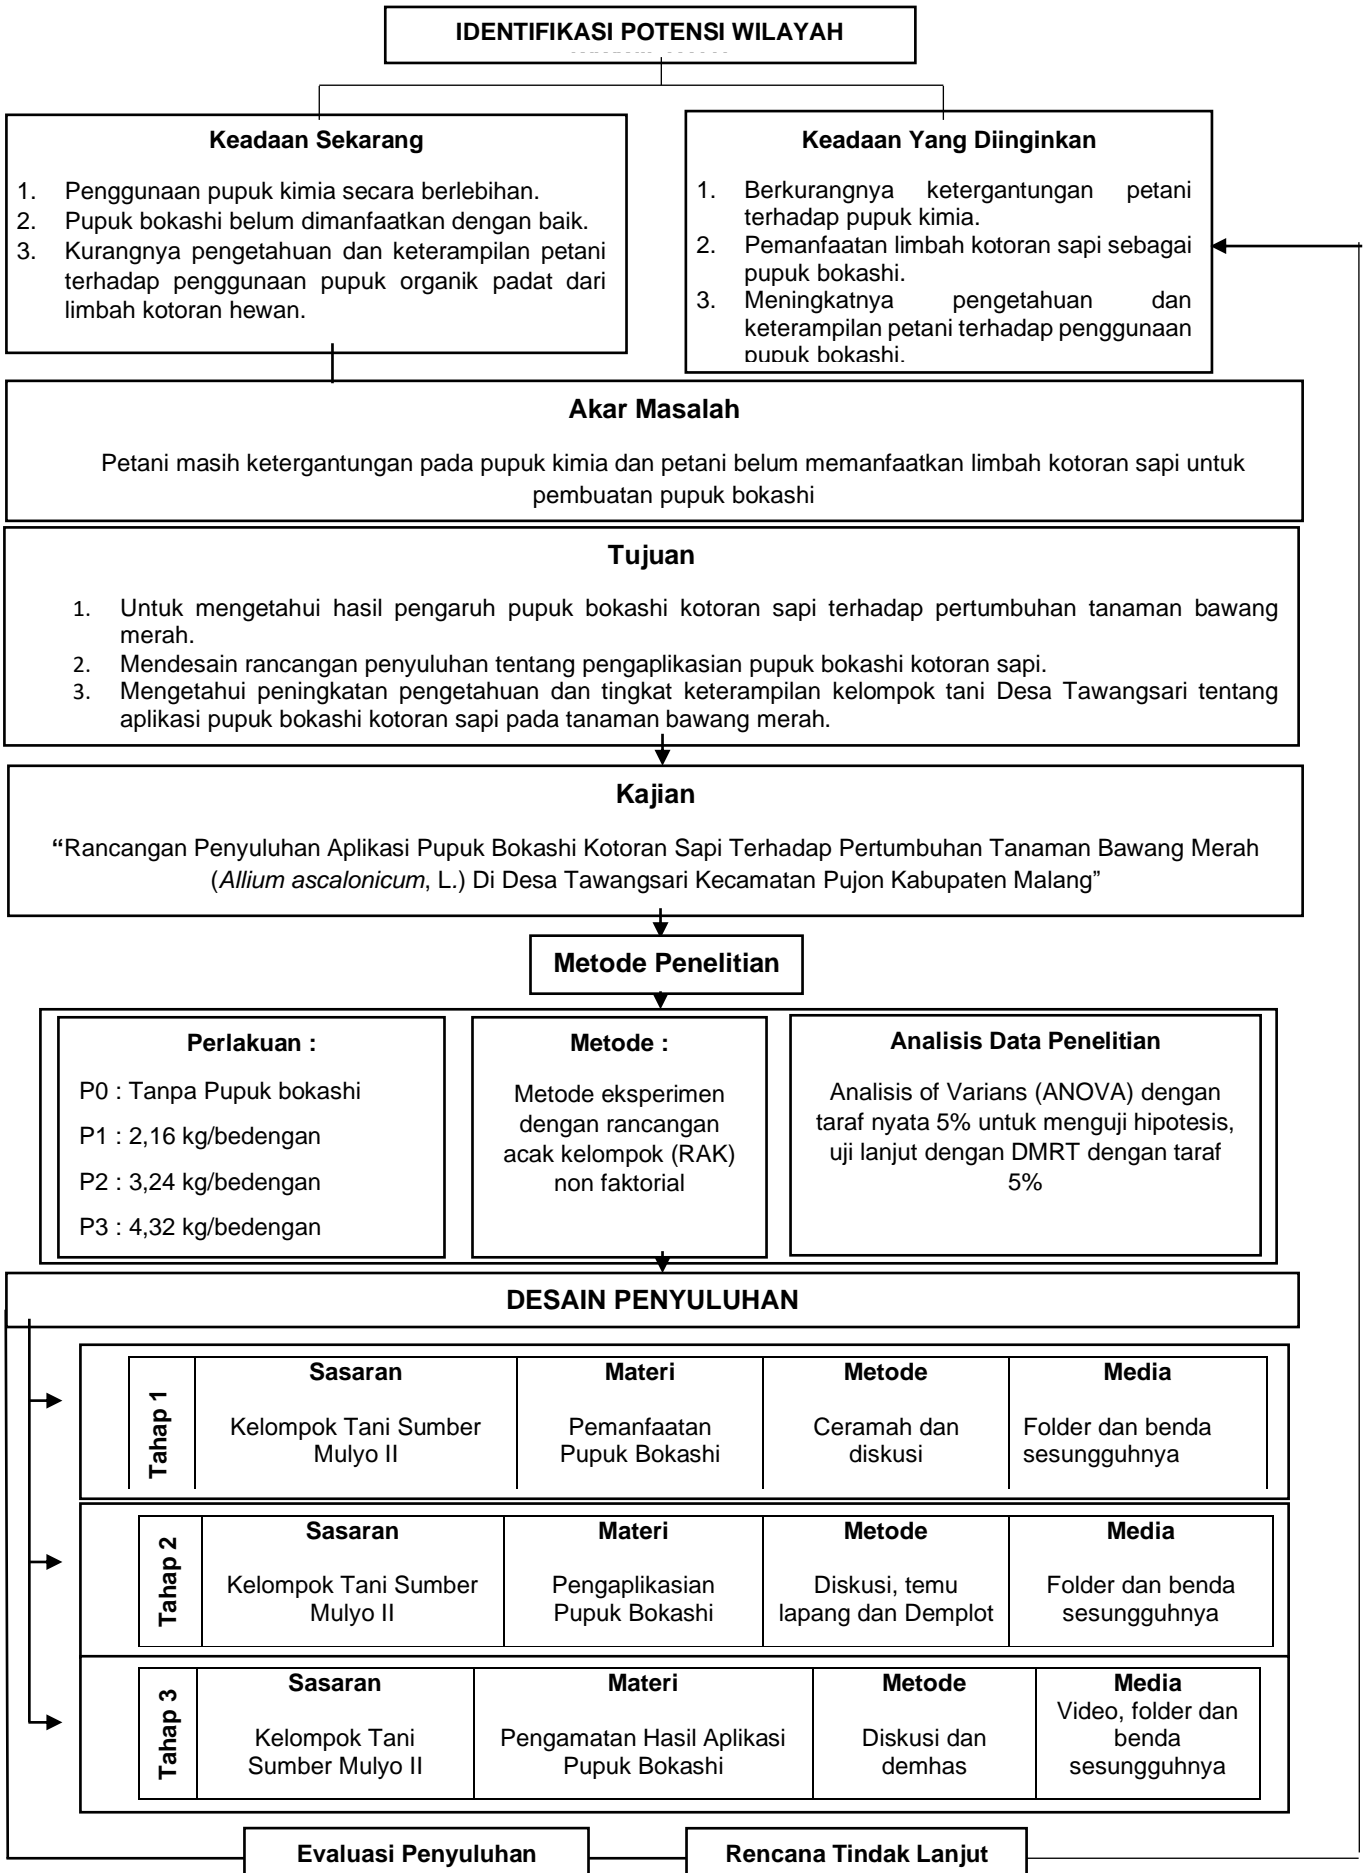 IDENTIFIKASI POTENSI WILAYAH
Keadaan Sekarang
1. Penggunaan pupuk kimia secara berlebihan.
2. Pupuk bokashi belum dimanfaatkan dengan baik.
3. Kurangnya pengetahuan dan keterampilan petani
terhadap penggunaan pupuk organik padat dari
limbah kotoran hewan.
Keadaan Yang Diinginkan
1. Berkurangnya ketergantungan petani
terhadap pupuk kimia.
2. Pemanfaatan limbah kotoran sapi sebagai
pupuk bokashi.
3. Meningkatnya pengetahuan dan
keterampilan petani terhadap penggunaan
pupuk bokashi.
Akar Masalah
Petani masih ketergantungan pada pupuk kimia dan petani belum memanfaatkan limbah kotoran sapi untuk
pembuatan pupuk bokashi
Tujuan
1. Untuk mengetahui hasil pengaruh pupuk bokashi kotoran sapi terhadap pertumbuhan tanaman bawang
merah.
2. Mendesain rancangan penyuluhan tentang pengaplikasian pupuk bokashi kotoran sapi.
3. Mengetahui peningkatan pengetahuan dan tingkat keterampilan kelompok tani Desa Tawangsari tentang
aplikasi pupuk bokashi kotoran sapi pada tanaman bawang merah.
Kajian
“Rancangan Penyuluhan Aplikasi Pupuk Bokashi Kotoran Sapi Terhadap Pertumbuhan Tanaman Bawang Merah
(Allium ascalonicum, L.) Di Desa Tawangsari Kecamatan Pujon Kabupaten Malang”
Metode Penelitian
Perlakuan :
P0 : Tanpa Pupuk bokashi
P1 : 2,16 kg/bedengan
P2 : 3,24 kg/bedengan
P3 : 4,32 kg/bedengan
Metode :
Metode eksperimen
dengan rancangan
acak kelompok (RAK)
non faktorial
Analisis Data Penelitian
Analisis of Varians (ANOVA) dengan
taraf nyata 5% untuk menguji hipotesis,
uji lanjut dengan DMRT dengan taraf
5%
DESAIN PENYULUHAN
Tahap 1
Sasaran
Kelompok Tani Sumber
Mulyo II
Materi
Pemanfaatan
Pupuk Bokashi
Metode
Ceramah dan
diskusi
Media
Folder dan benda
sesungguhnya
Tahap 2
Sasaran
Kelompok Tani Sumber
Mulyo II
Materi
Pengaplikasian
Pupuk Bokashi
Metode
Diskusi, temu
lapang dan Demplot
Media
Folder dan benda
sesungguhnya
Tahap 3
Sasaran
Kelompok Tani
Sumber Mulyo II
Materi
Pengamatan Hasil Aplikasi
Pupuk Bokashi
Metode
Diskusi dan
demhas
Media
Video, folder dan
benda
sesungguhnya
Evaluasi Penyuluhan
Rencana Tindak Lanjut